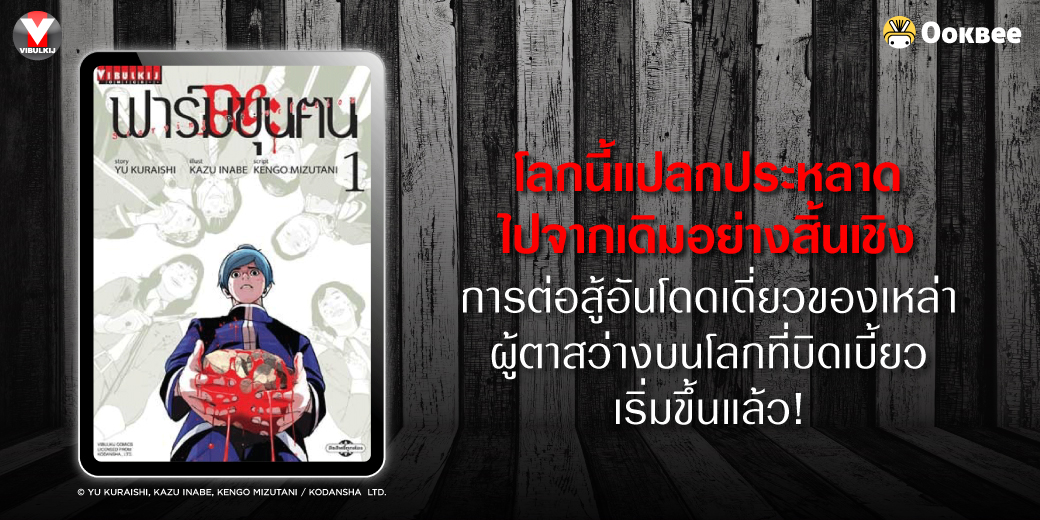 VIBULKIJ
Ookbee
VIBULKIJ
ฟาร์มขุนฅน
story
YU KURAISHI
illust
KAZU INABE
script
KENGO MIZUTANI
1
VIBULKIJ COMICS
LICENSED FROM
KODANSHA., LTD.
โลกนี้แปลกประหลาด
ไปจากเดิมอย่างสิ้นเชิง
การต่อสู้อันโดดเดี่ยวของเหล่า
ผู้ตาสว่างบนโลกที่บิดเบี้ยว
เริ่มขึ้นแล้ว!
© YU KURAISHI, KAZU INABE, KENGO MIZUTANI / KODANSHA LTD.